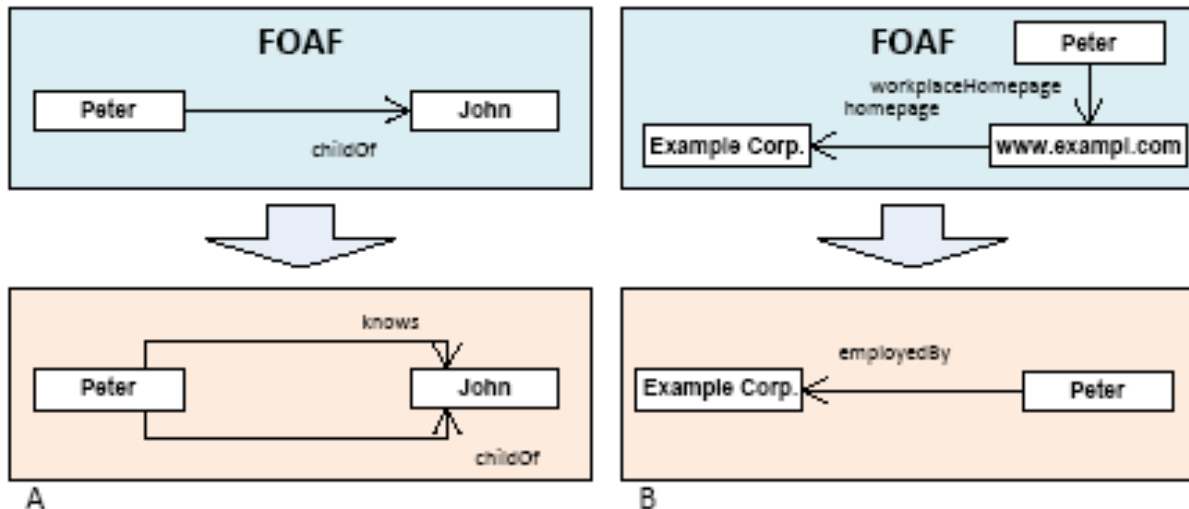 FOAF
Peter
John
childOf
knows
Peter
John
childOf
A
FOAF
Peter
workplaceHomepage
homepage
Example Corp.
www.exampl.com
employedBy
Example Corp.
Peter
B